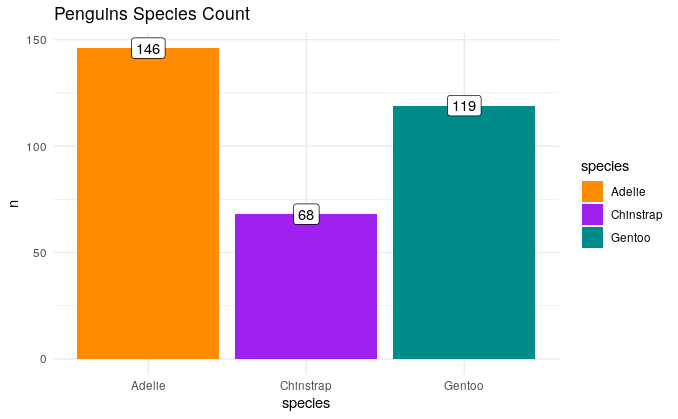 Penguins Species Count
150
100
50
0
n
146
68
119
Adelie
Chinstrap
Gentoo
species
species
Adelie
Chinstrap
Gentoo